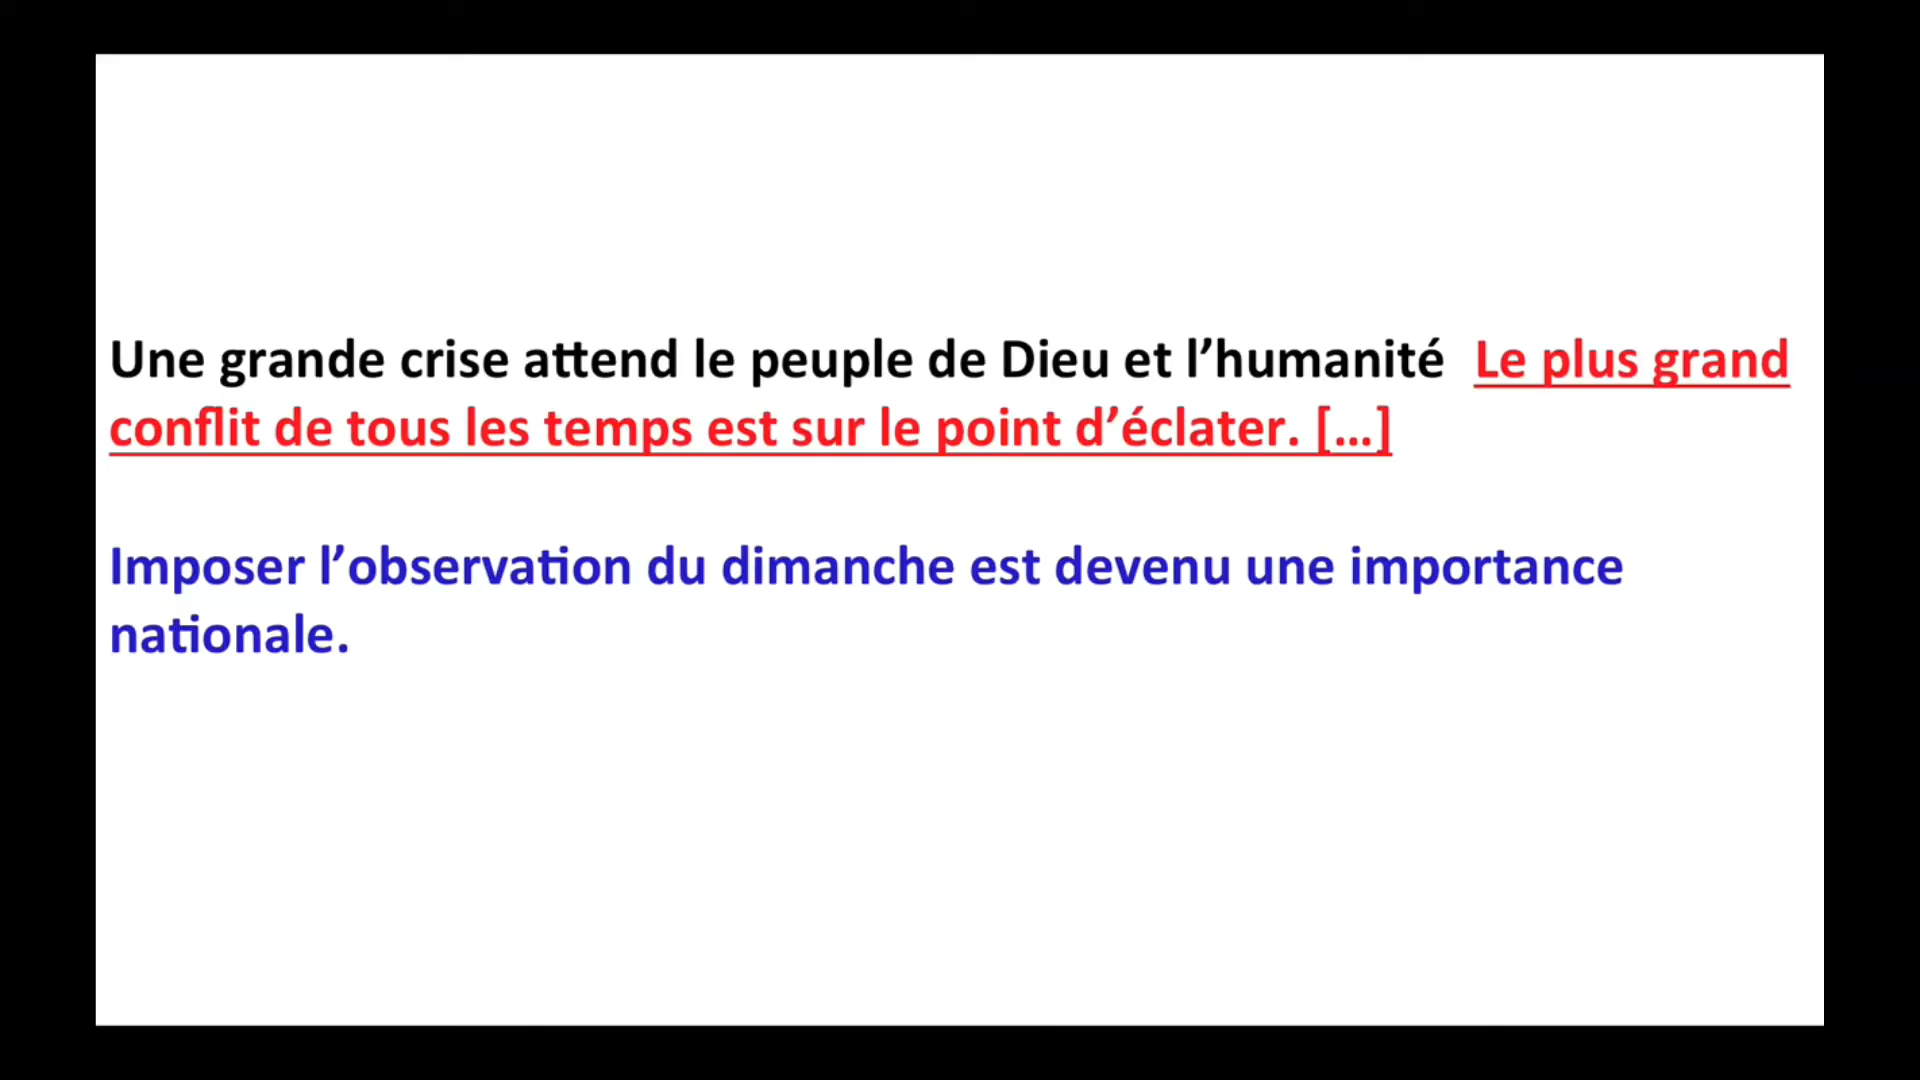 Une grande crise attend le peuple de Dieu et l’humanité  Le plus grand
conflit de tous les temps est sur le point d’éclater. […]
Imposer l’observation du dimanche est devenu une importance
nationale.